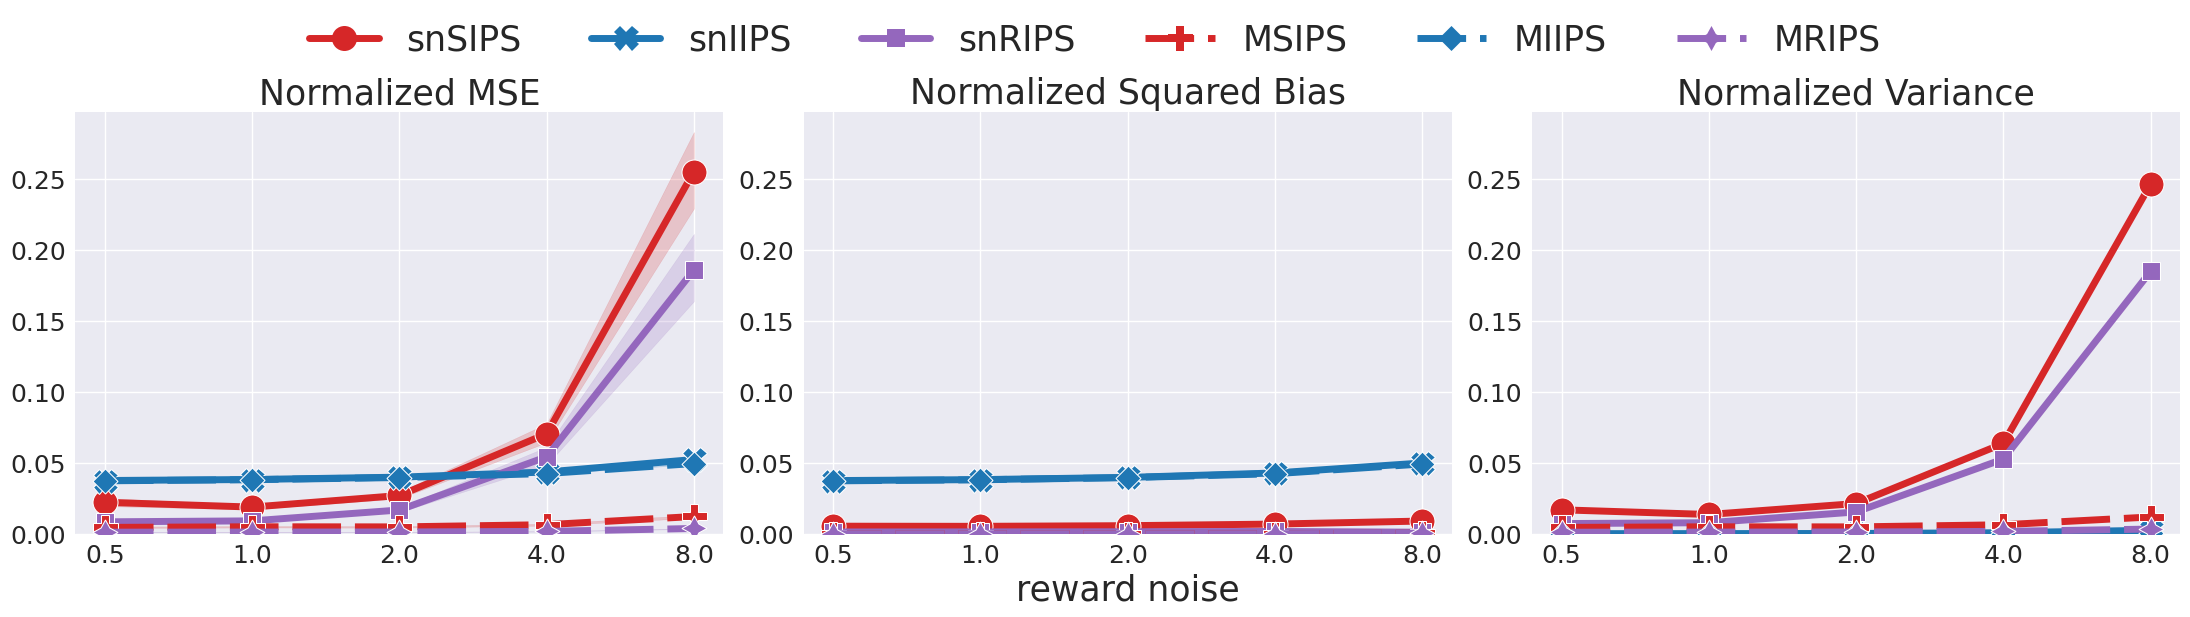 snSIPS snIIPS snRIPS MSIPS MIIPS MRIPS
Normalized MSE Normalized Squared Bias Normalized Variance
0.25 0.25 0.25
0.20 0.20 0.20
0.15 0.15 0.15
0.10 0.10 0.10
0.05 0.05 0.05
0.00 0.00 0.00
0.5 1.0 2.0 4.0 8.0 0.5 1.0 2.0 4.0 8.0 0.5 1.0 2.0 4.0 8.0
reward noise